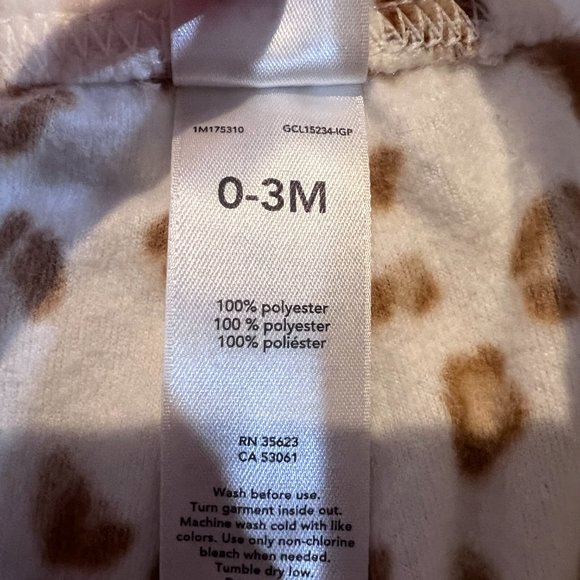 1M175310 GCL15234-IGP
0-3M
100% polyester
100 % polyester
100% poliéster
RN 35623
CA 53061
Wash before use.
Turn garment inside out.
Machine wash cold with like
colors. Use only non-chlorine
bleach when needed.
Tumble dry low.